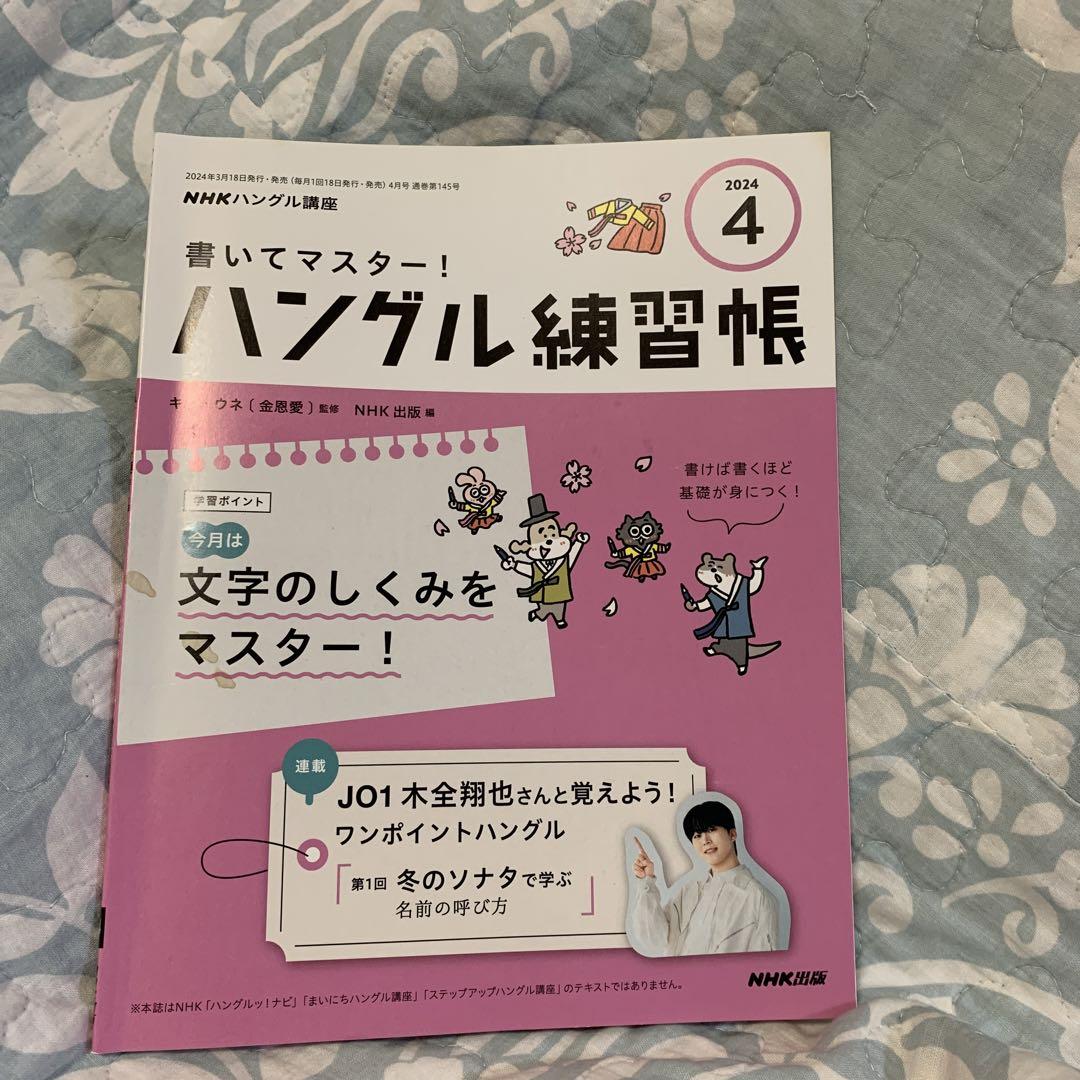 2024年3月18日発行・発売(毎月1回18日発行・発売)4月号 通巻第145号
NHKハングル講座
2024
4
書いてマスター!
ハングル練習帳
キム・ウネ〔金恩愛〕監修 NHK出版 編
書けば書くほど
基礎が身につく!
学習ポイント
今月は
文字のしくみを
マスター!
連載
JO1 木全翔也さんと覚えよう!
ワンポイントハングル
「第1回 冬のソナタで学ぶ
名前の呼び方」
※本誌はNHK「ハングルッ!ナビ」「まいにちハングル講座」「ステップアップハングル講座」のテキストではありません。
NHK出版